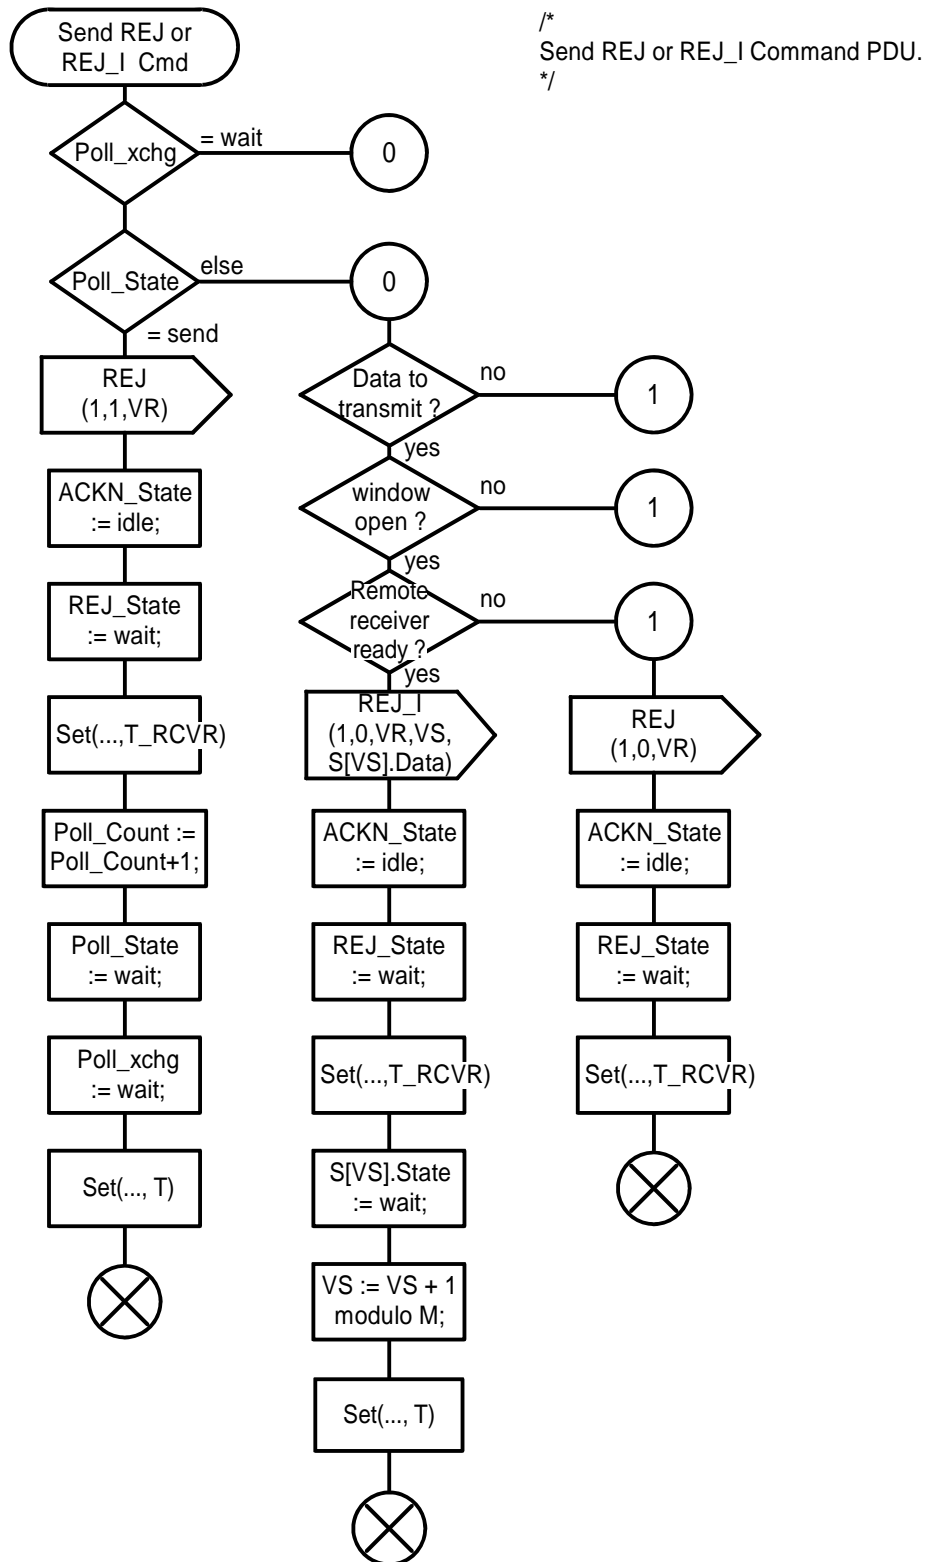 Send REJ or
REJ_I Cmd
/*
Send REJ or REJ_I Command PDU.
*/
Poll_xchg
= wait
0
Poll_State
else
0
= send
REJ
(1,1,VR)
ACKN_State
:= idle;
REJ_State
:= wait;
Set(...,T_RCVR)
Poll_Count :=
Poll_Count+1;
Poll_State
:= wait;
Poll_xchg
:= wait;
Set(..., T)
Data to
transmit ?
no
1
yes
window
open ?
no
1
yes
Remote
receiver
ready ?
no
1
yes
REJ_I
(1,0,VR,VS,
S[VS].Data)
ACKN_State
:= idle;
REJ_State
:= wait;
Set(...,T_RCVR)
S[VS].State
:= wait;
VS := VS + 1
modulo M;
Set(..., T)
REJ
(1,0,VR)
ACKN_State
:= idle;
REJ_State
:= wait;
Set(...,T_RCVR)